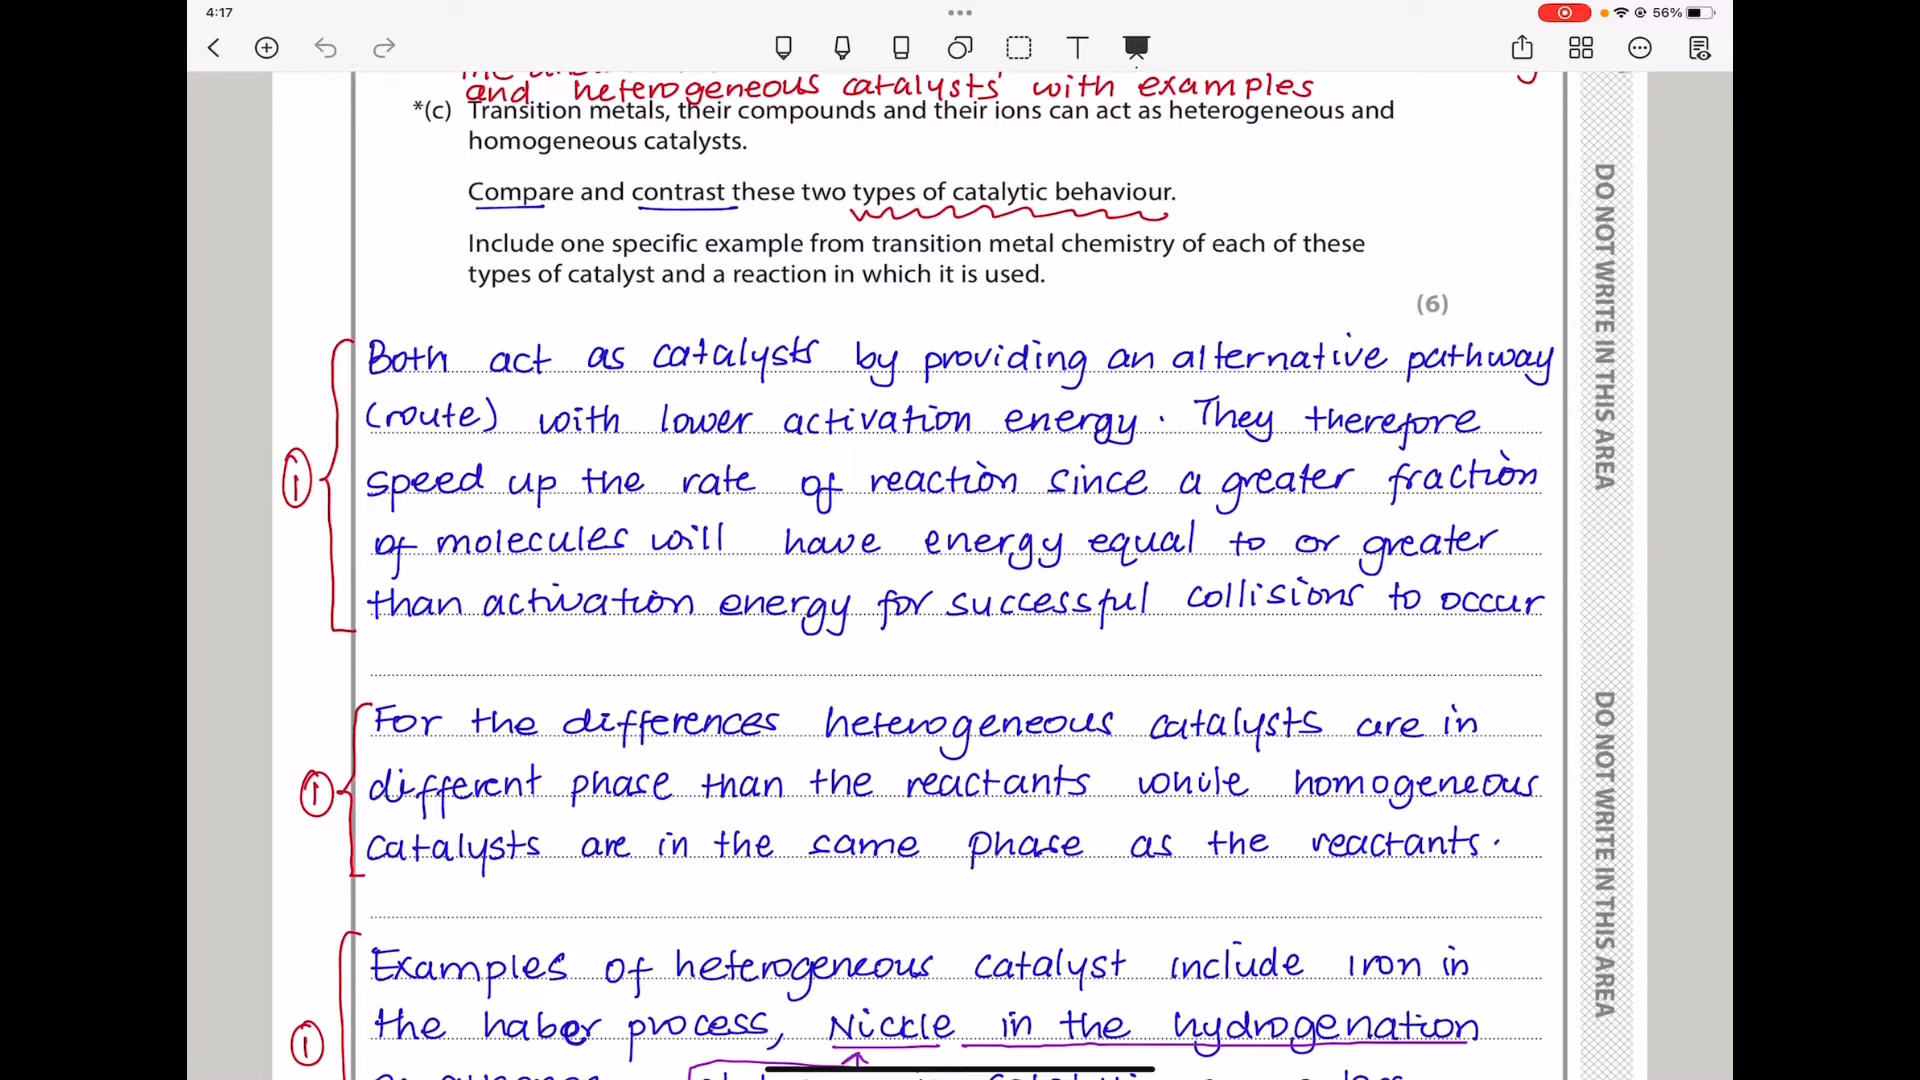 4:17
56%
and heterogeneous catalysts' with examples
*(c) Transition metals, their compounds and their ions can act as heterogeneous and
homogeneous catalysts.
Compare and contrast these two types of catalytic behaviour.
Include one specific example from transition metal chemistry of each of these
types of catalyst and a reaction in which it is used.
(6)
Both act as catalysts by providing an alternative pathway
(route) with lower activation energy. They therefore
speed up the rate of reaction since a greater fraction
1
of molecules will have energy equal to or greater
than activation energy for successful collisions to occur
For the differences heterogeneous catalysts are in
1 different phase than the reactants while homogeneous
catalysts are in the same phase as the reactants.
Examples of heterogeneous catalyst include Iron in
1 the haber process, Nickle in the hydrogenation
DO NOT WRITE IN THIS AREA
DO NOT WRITE IN THIS AREA